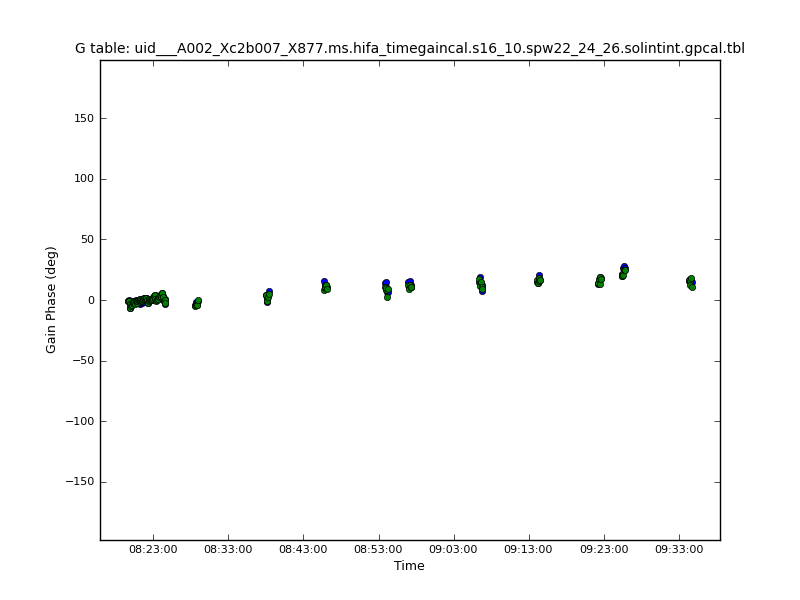 G table: uid___A002_Xc2b007_X877.ms.hifa_timegaincal.s16_10.spw22_24_26.solintint.gpcal.tbl
150
100
50
0
−50
−100
−150
Gain Phase (deg)
08:23:00 08:33:00 08:43:00 08:53:00 09:03:00 09:13:00 09:23:00 09:33:00
Time